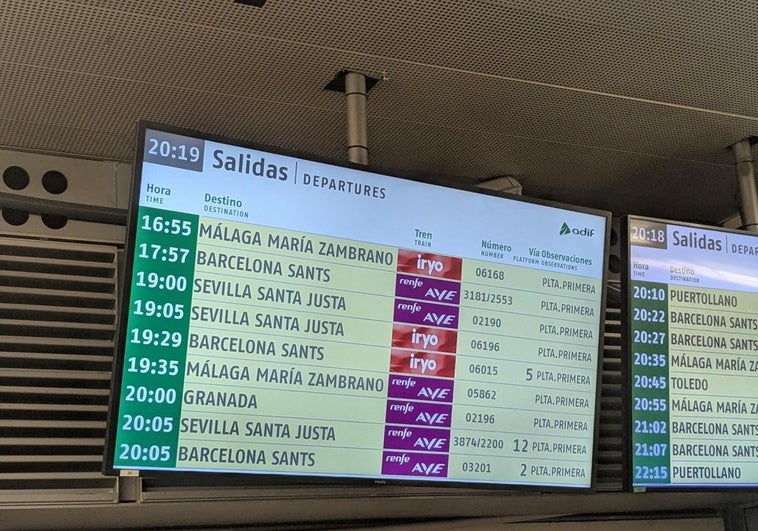 20:19 Salidas | DEPARTURES
adif
Hora Destino Tren Número Vía Observaciones
TIME DESTINATION TRAIN NUMBER PLATFORM OBSERVATIONS
16:55 MÁLAGA MARÍA ZAMBRANO iryo 06168 PLTA.PRIMERA
17:57 BARCELONA SANTS renfe AVE 3181/2553 PLTA.PRIMERA
19:00 SEVILLA SANTA JUSTA renfe AVE 02190 PLTA.PRIMERA
19:05 SEVILLA SANTA JUSTA iryo 06196 PLTA.PRIMERA
19:29 BARCELONA SANTS iryo 06015 5 PLTA.PRIMERA
19:35 MÁLAGA MARÍA ZAMBRANO renfe AVE 05862 PLTA.PRIMERA
20:00 GRANADA renfe AVE 02196 PLTA.PRIMERA
20:05 SEVILLA SANTA JUSTA renfe AVE 3874/2200 12 PLTA.PRIMERA
20:05 BARCELONA SANTS renfe AVE 03201 2 PLTA.PRIMERA
PHILIPS
20:18 Salidas | DEPAR
Hora Destino
TIME DESTINATION
20:10 PUERTOLLANO
20:22 BARCELONA SANTS
20:27 BARCELONA SANTS
20:35 MÁLAGA MARÍA ZA
20:45 TOLEDO
20:55 MÁLAGA MARÍA ZA
21:02 BARCELONA SANTS
21:07 BARCELONA SANTS
22:15 PUERTOLLANO